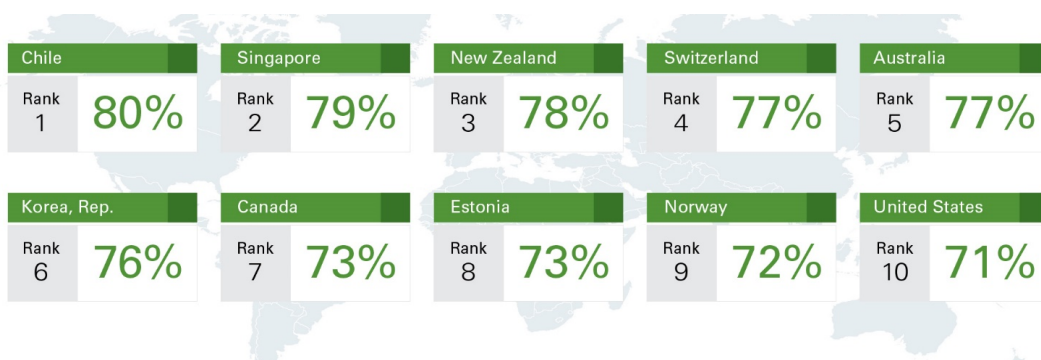 Chile
Rank
1
80%
Singapore
Rank
2
79%
New Zealand
Rank
3
78%
Switzerland
Rank
4
77%
Australia
Rank
5
77%
Korea, Rep.
Rank
6
76%
Canada
Rank
7
73%
Estonia
Rank
8
73%
Norway
Rank
9
72%
United States
Rank
10
71%